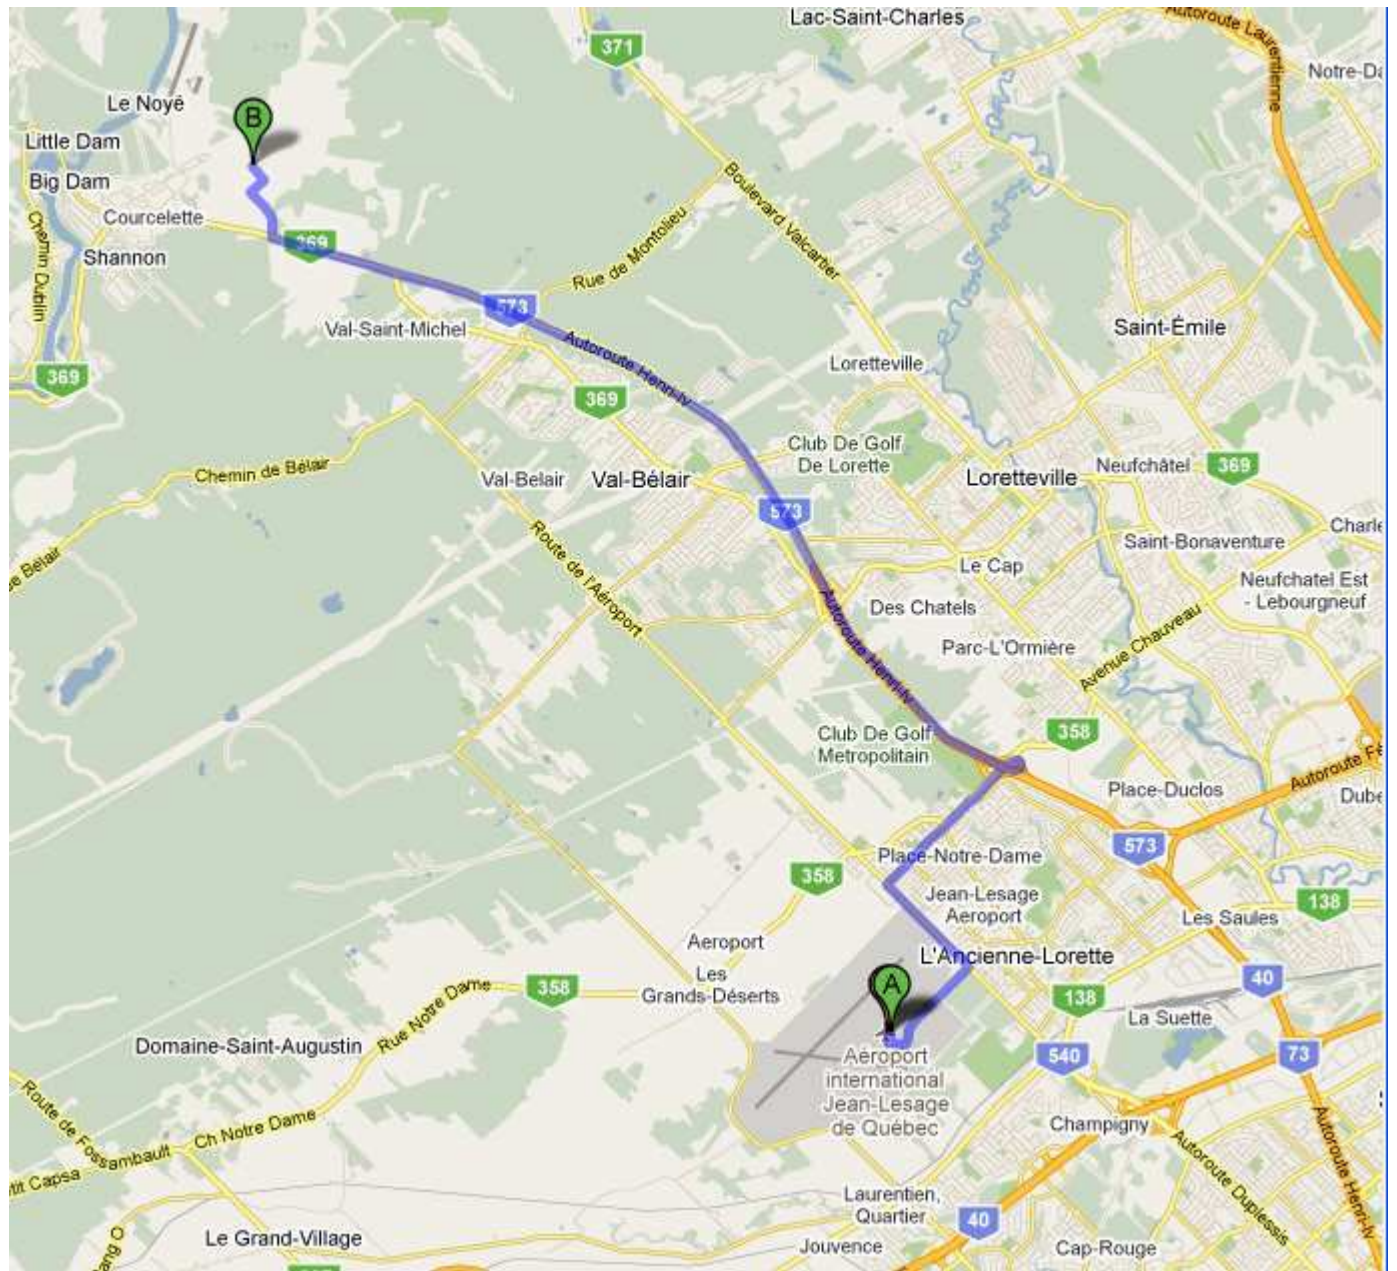 Lac-Saint-Charles
Autoroute Laurentienne
371
Notre-Da
Le Noyé
B
Little Dam
Big Dam
Courcelette
Boulevard Valcartier
Chemin Dublin
Shannon
369
Rue de Montolieu
573
Val-Saint-Michel
Saint-Émile
Autoroute Henri-Iv
Loretteville
369
369
Club De Golf
De Lorette
Chemin de Bélair
Val-Belair
Val-Bélair
Loretteville
Neufchâtel
369
573
Route de l'Aéroport
Charle
Saint-Bonaventure
e Bélair
Le Cap
Neufchatel Est
- Lebourgneuf
Des Chatels
Autoroute Henri-Iv
Parc-L'Ormière
Avenue Chauveau
Club De Golf
Metropolitain
358
Autoroute Fé
Place-Duclos
Dube
573
Place-Notre-Dame
358
Jean-Lesage
Aeroport
138
Les Saules
Aeroport
L'Ancienne-Lorette
Les
Grands-Déserts
A
40
358
138
Rue Notre Dame
La Suette
Domaine-Saint-Augustin
540
73
Aéroport
international
Jean-Lesage
de Québec
Route de Fossambault
Ch Notre Dame
Champigny
Autoroute Duplessis
Autoroute Henri-Iv
tit Capsa
Laurentien,
Quartier
40
ang O
Le Grand-Village
Jouvence
Cap-Rouge